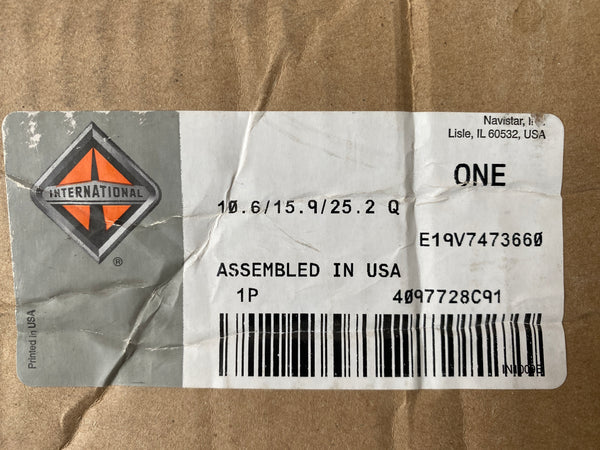 Navistar,
Lisle, IL 60532, USA
INTERNATIONAL
®
ONE
10.6/15.9/25.2 Q
E19V7473660
ASSEMBLED IN USA
1P 4097728C91
Printed in USA